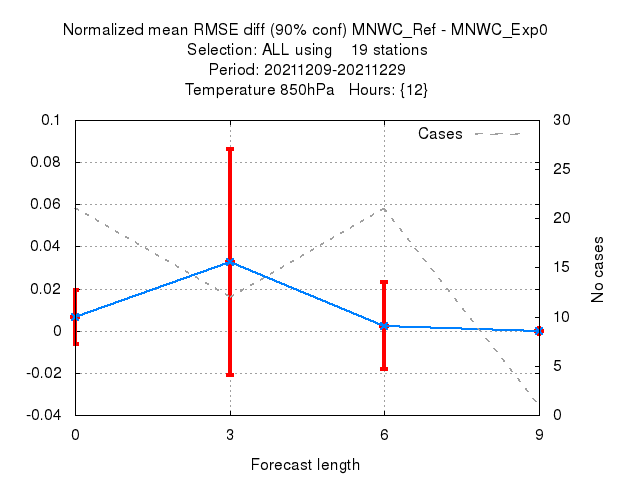 Normalized mean RMSE diff (90% conf) MNWC_Ref - MNWC_Exp0
Selection: ALL using    19 stations
Period: 20211209-20211229
Temperature 850hPa   Hours: {12}
0.1
0.08
0.06
0.04
0.02
0
-0.02
-0.04
Cases
30
25
20
15
10
5
0
No cases
0 3 6 9
Forecast length